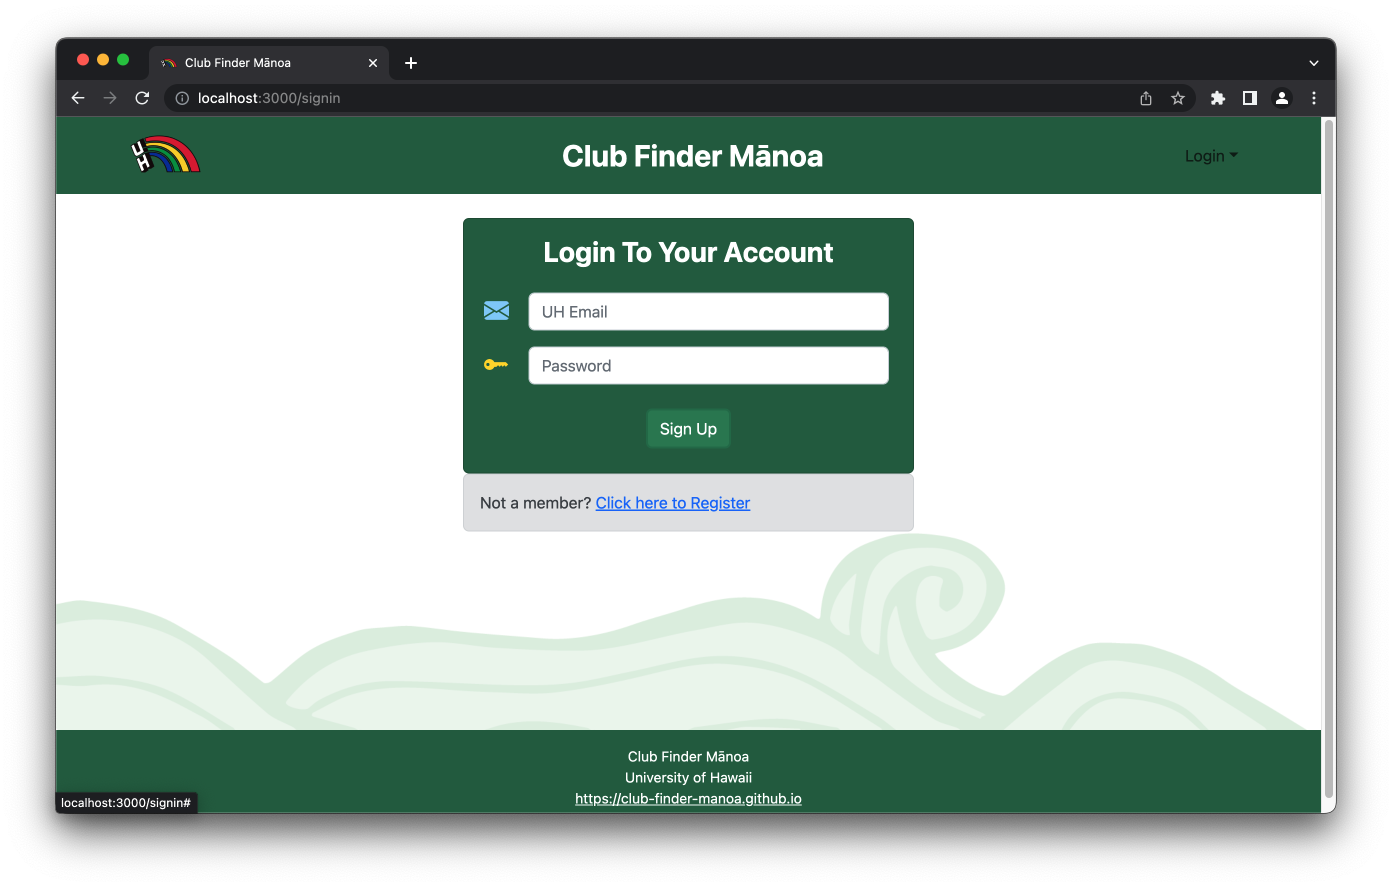 Club Finder Mānoa
localhost:3000/signin
UH
Club Finder Mānoa
Login
Login To Your Account
UH Email
Password
Sign Up
Not a member? Click here to Register
Club Finder Mānoa
University of Hawaii
https://club-finder-manoa.github.io
localhost:3000/signin#